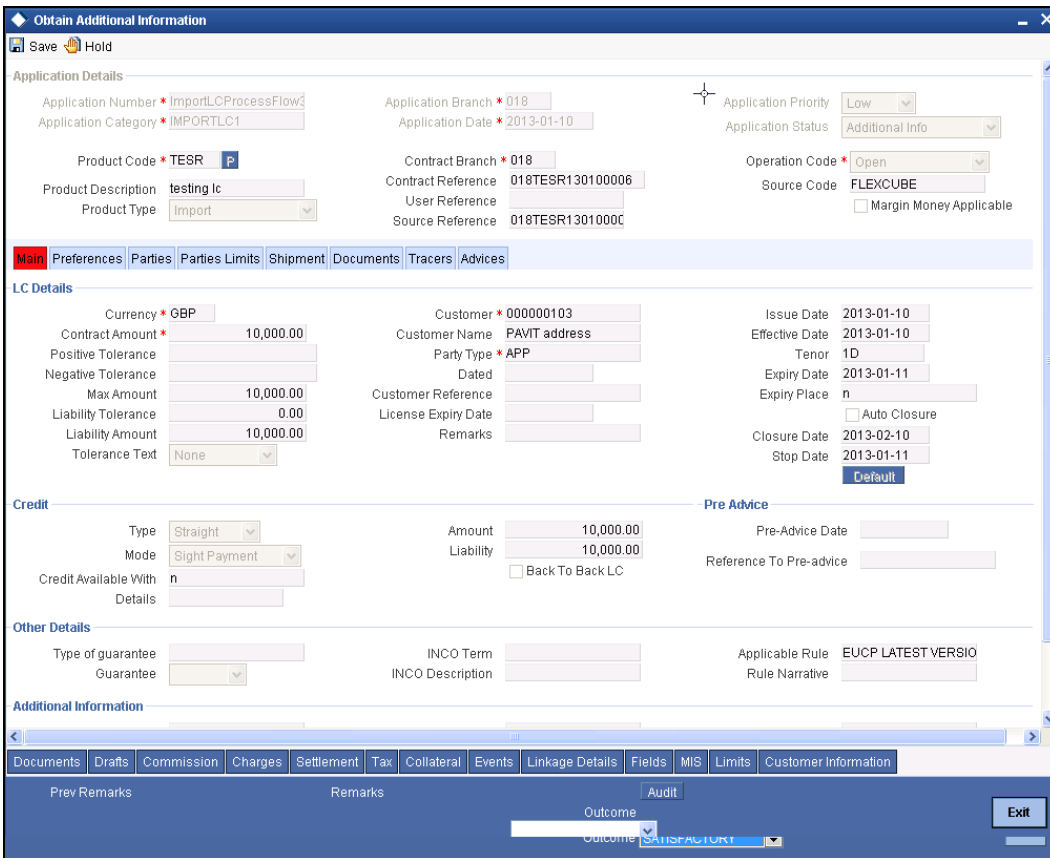 Obtain Additional Information
Save Hold
Application Details
Application Number * ImportLCProcessFlow3 Application Branch * 018 Application Priority Low
Application Category * IMPORTLC1 Application Date * 2013-01-10 Application Status Additional Info
Product Code * TESR P Contract Branch * 018 Operation Code * Open
Product Description testing lc Contract Reference 018TESR130100006 Source Code FLEXCUBE
Product Type Import User Reference Margin Money Applicable
Source Reference 018TESR1301000
Main Preferences Parties Parties Limits Shipment Documents Tracers Advices
LC Details
Currency * GBP Customer * 000000103 Issue Date 2013-01-10
Contract Amount * 10,000.00 Customer Name PAVIT address Effective Date 2013-01-10
Positive Tolerance Party Type * APP Tenor 1D
Negative Tolerance Dated Expiry Date 2013-01-11
Max Amount 10,000.00 Customer Reference Expiry Place n
Liability Tolerance 0.00 License Expiry Date Auto Closure
Liability Amount 10,000.00 Remarks Closure Date 2013-02-10
Tolerance Text None Stop Date 2013-01-11
Default
Credit Pre Advice
Type Straight Amount 10,000.00 Pre-Advice Date
Mode Sight Payment Liability 10,000.00 Reference To Pre-advice
Credit Available With n Back To Back LC
Details
Other Details
Type of guarantee INCO Term Applicable Rule EUCP LATEST VERSIO
Guarantee INCO Description Rule Narrative
Additional Information
Documents Drafts Commission Charges Settlement Tax Collateral Events Linkage Details Fields MIS Limits Customer Information
Prev Remarks Remarks Audit
Outcome Exit
Outcome SATISFACTORY